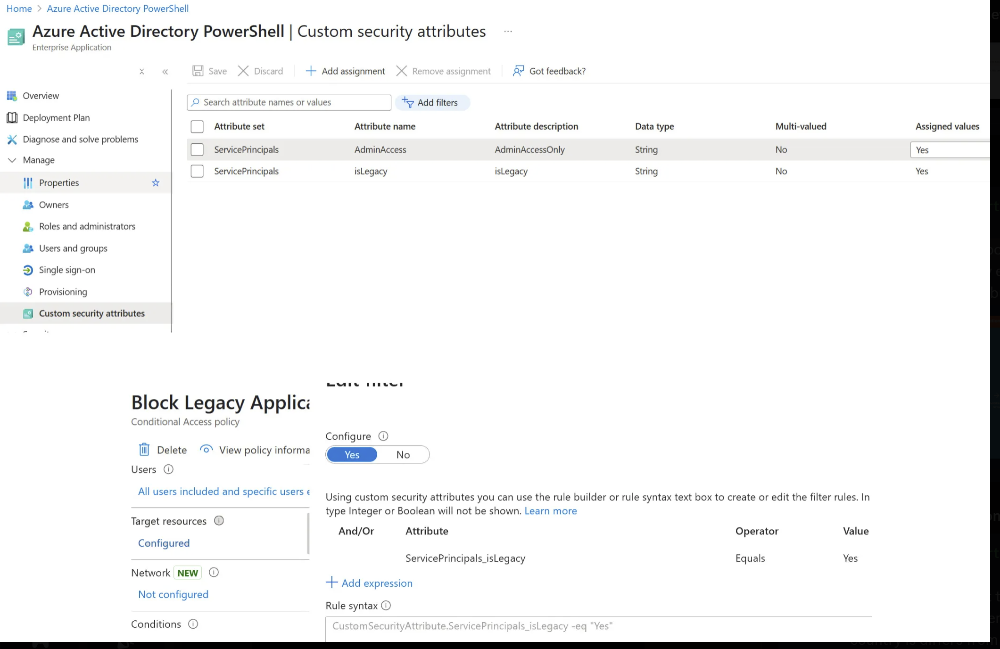 Home > Azure Active Directory PowerShell
Azure Active Directory PowerShell | Custom security attributes ...
Enterprise Application
Save Discard Add assignment Remove assignment Got feedback?
Overview
Deployment Plan
Diagnose and solve problems
Manage
Properties
Owners
Roles and administrators
Users and groups
Single sign-on
Provisioning
Custom security attributes
Search attribute names or values Add filters
Attribute set Attribute name Attribute description Data type Multi-valued Assigned values
ServicePrincipals AdminAccess AdminAccessOnly String No Yes
ServicePrincipals isLegacy isLegacy String No Yes
Block Legacy Applica
Conditional Access policy
Delete View policy informa
Users
All users included and specific users e
Target resources
Configured
Network NEW
Not configured
Conditions
Edit filter
Configure
Yes No
Using custom security attributes you can use the rule builder or rule syntax text box to create or edit the filter rules. In
type Integer or Boolean will not be shown. Learn more
And/Or Attribute Operator Value
ServicePrincipals_isLegacy Equals Yes
Add expression
Rule syntax
CustomSecurityAttribute.ServicePrincipals_isLegacy -eq "Yes"